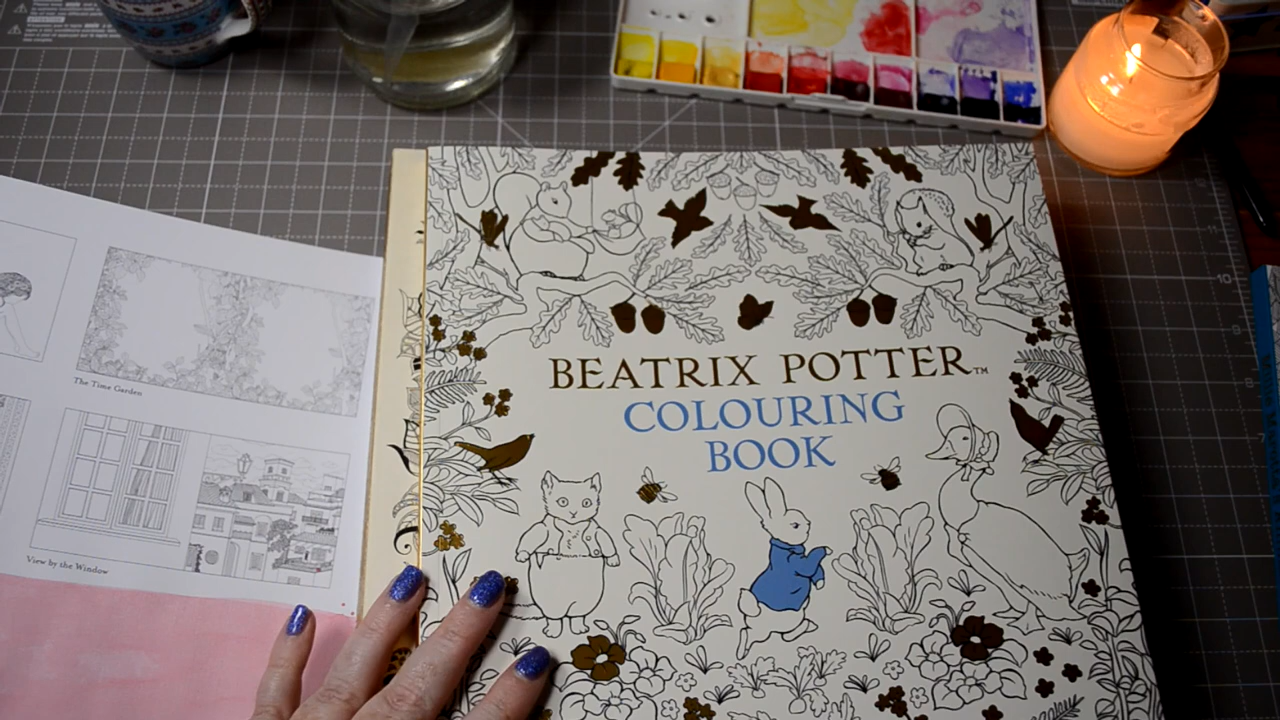 The Time Garden
View by the Window
BEATRIX POTTER™
COLOURING
BOOK